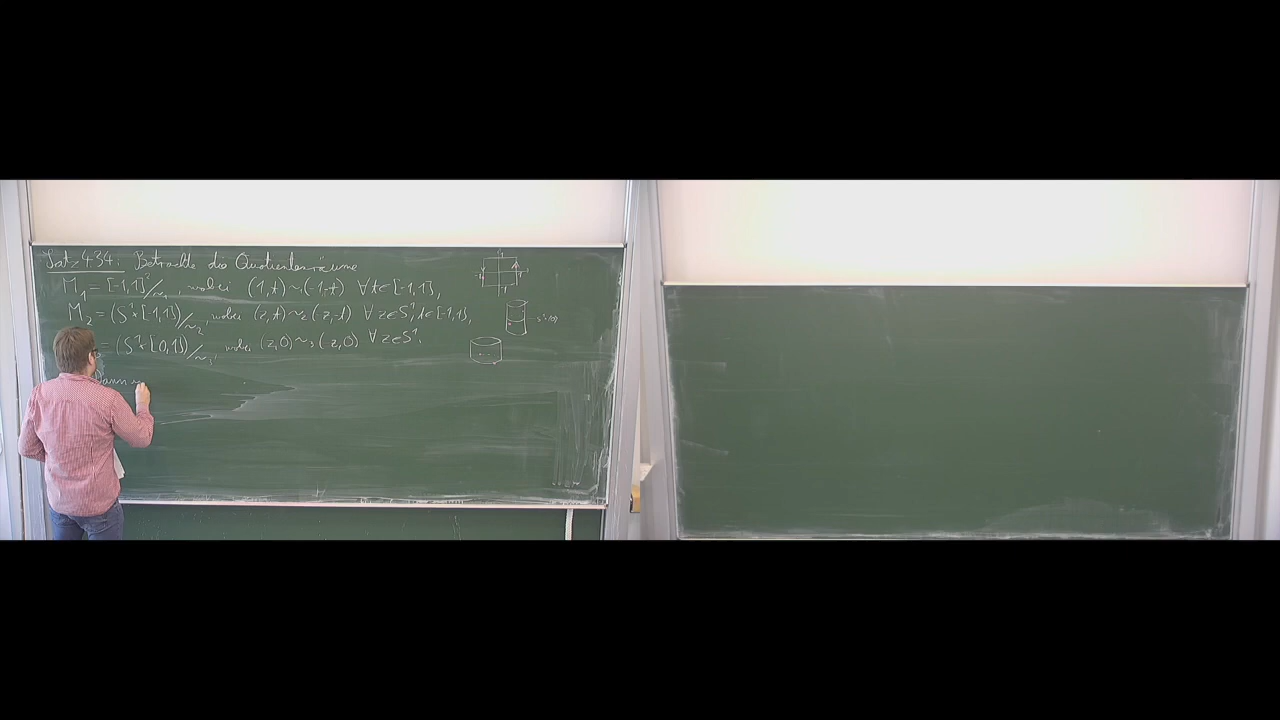 Satz 4.34: Betrachte die Quotientenräume
M₁ = [-1,1]²/~₁, wobei (1,t) ~₁ (-1,-t) ∀ t∈[-1,1],
M₂ = (S¹×[-1,1])/~₂, wobei (z,t) ~₂ (-z,-t) ∀ z∈S¹, t∈[-1,1],
= (S¹×[0,1])/~₃, wobei (z,0) ~₃ (-z,0) ∀ z∈S¹.
Dann